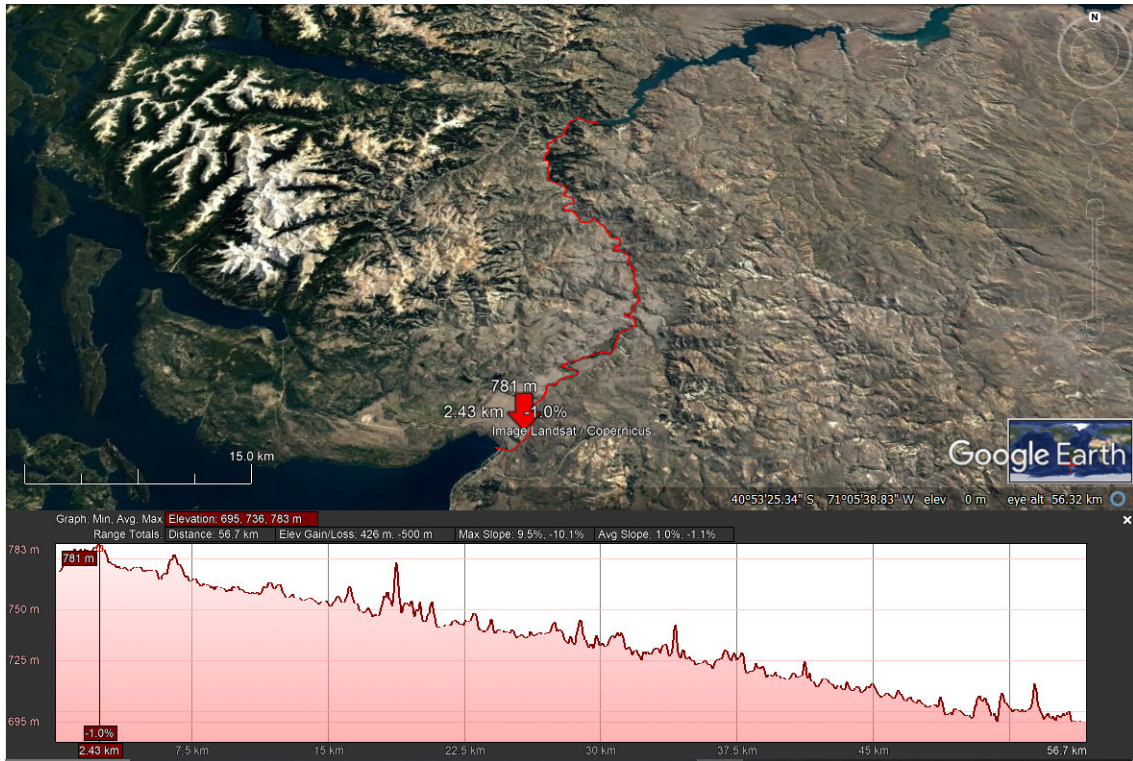 N
781 m
2.43 km -1.0%
Image Landsat / Copernicus
15.0 km
Google Earth
40°53'25.34" S 71°05'38.83" W elev 0 m eye alt 56.32 km
Graph: Min, Avg, Max Elevation: 695, 736, 783 m
Range Totals: Distance: 56.7 km Elev Gain/Loss: 426 m, -500 m Max Slope: 9.5%, -10.1% Avg Slope: 1.0%, -1.1%
783 m
781 m
750 m
725 m
695 m
-1.0%
2.43 km 7.5 km 15 km 22.5 km 30 km 37.5 km 45 km 56.7 km